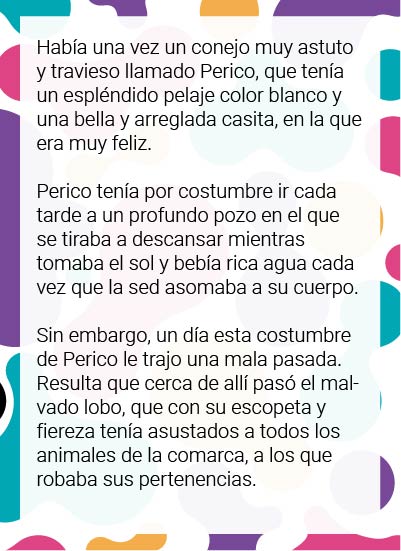 Había una vez un conejo muy astuto
y travieso llamado Perico, que tenía
un espléndido pelaje color blanco y
una bella y arreglada casita, en la que
era muy feliz.
Perico tenía por costumbre ir cada
tarde a un profundo pozo en el que
se tiraba a descansar mientras
tomaba el sol y bebía rica agua cada
vez que la sed asomaba a su cuerpo.
Sin embargo, un día esta costumbre
de Perico le trajo una mala pasada.
Resulta que cerca de allí pasó el mal-
vado lobo, que con su escopeta y
fiereza tenía asustados a todos los
animales de la comarca, a los que
robaba sus pertenencias.